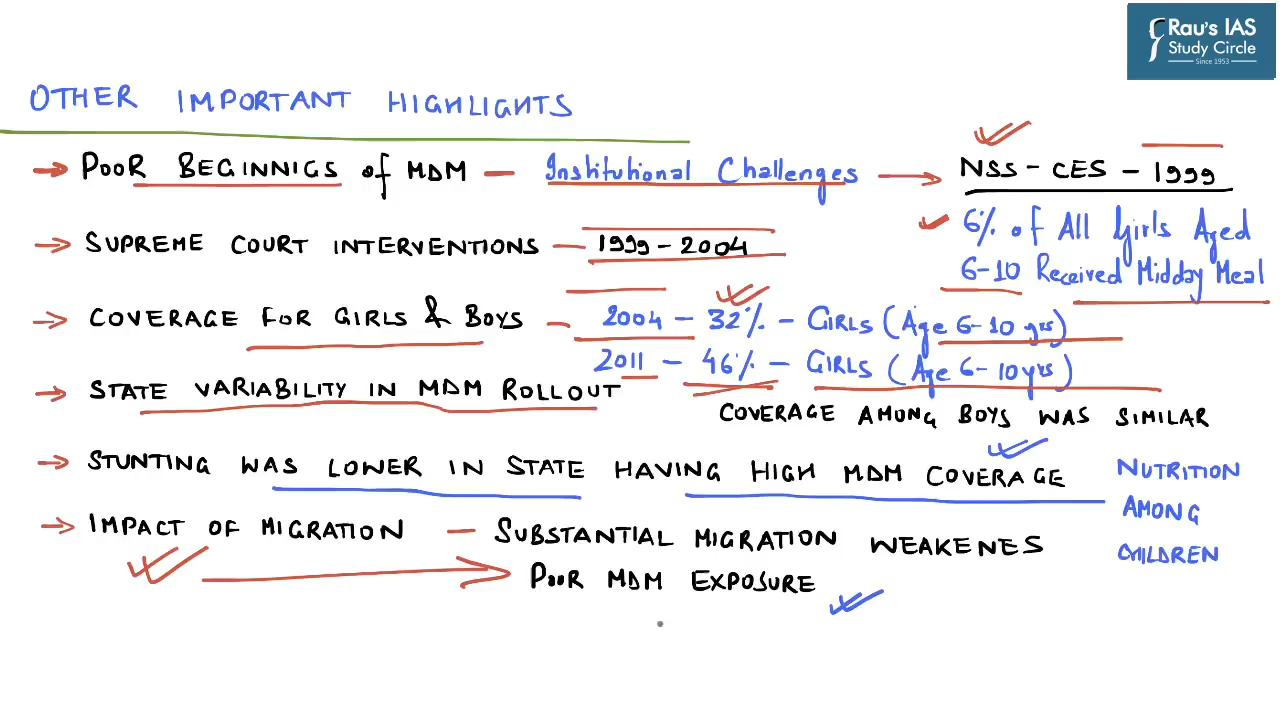 Rau's IAS
Study Circle
Since 1953
OTHER IMPORTANT HIGHLIGHTS
→ POOR BEGINNIGS of MDM — Institutional Challenges → NSS - CES - 1999
6% of All Girls Aged
6-10 Received Midday Meal
→ SUPREME COURT INTERVENTIONS — 1999-2004
→ COVERAGE FOR GIRLS & BOYS — 2004 - 32% - GIRLS (Age 6-10 yrs)
2011 - 46% - GIRLS (Age 6-10yrs)
COVERAGE AMONG BOYS WAS SIMILAR
→ STATE VARIABILITY IN MDM ROLLOUT
→ STUNTING WAS LOWER IN STATE HAVING HIGH MDM COVERAGE
NUTRITION
AMONG
CHILDREN
→ IMPACT OF MIGRATION — SUBSTANTIAL MIGRATION WEAKENES
POOR MDM EXPOSURE